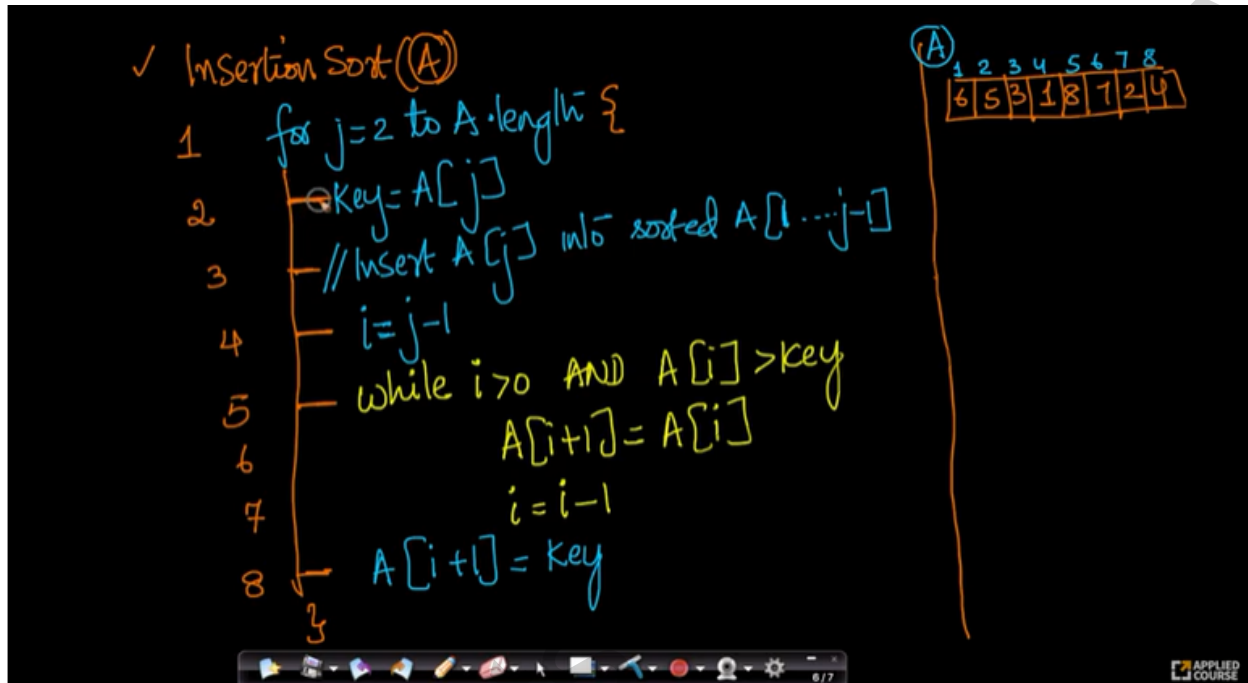 ✓ Insertion Sort (A)
1 for j=2 to A.length {
2 Key=A[j]
3 //Insert A[j] into sorted A[1....j-1]
4 i=j-1
5 while i>0 AND A[i] >key
6 A[i+1]=A[i]
7 i=i-1
8 A[i+1]=key
}
A
1 2 3 4 5 6 7 8
6 5 3 1 8 7 2 4
6/7
APPLIED
COURSE